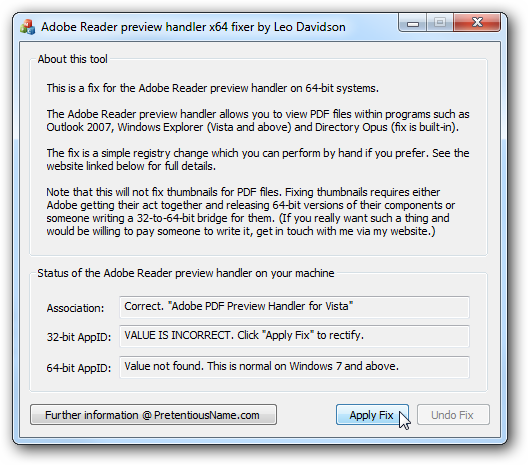 Adobe Reader preview handler x64 fixer by Leo Davidson
About this tool
This is a fix for the Adobe Reader preview handler on 64-bit systems.
The Adobe Reader preview handler allows you to view PDF files within programs such as
Outlook 2007, Windows Explorer (Vista and above) and Directory Opus (fix is built-in).
The fix is a simple registry change which you can perform by hand if you prefer. See the
website linked below for full details.
Note that this will not fix thumbnails for PDF files. Fixing thumbnails requires either
Adobe getting their act together and releasing 64-bit versions of their components or
someone writing a 32-to-64-bit bridge for them. (If you really want such a thing and
would be willing to pay someone to write it, get in touch with me via my website.)
Status of the Adobe Reader preview handler on your machine
Association: Correct. "Adobe PDF Preview Handler for Vista"
32-bit AppID: VALUE IS INCORRECT. Click "Apply Fix" to rectify.
64-bit AppID: Value not found. This is normal on Windows 7 and above.
Further information @ PretentiousName.com Apply Fix Undo Fix